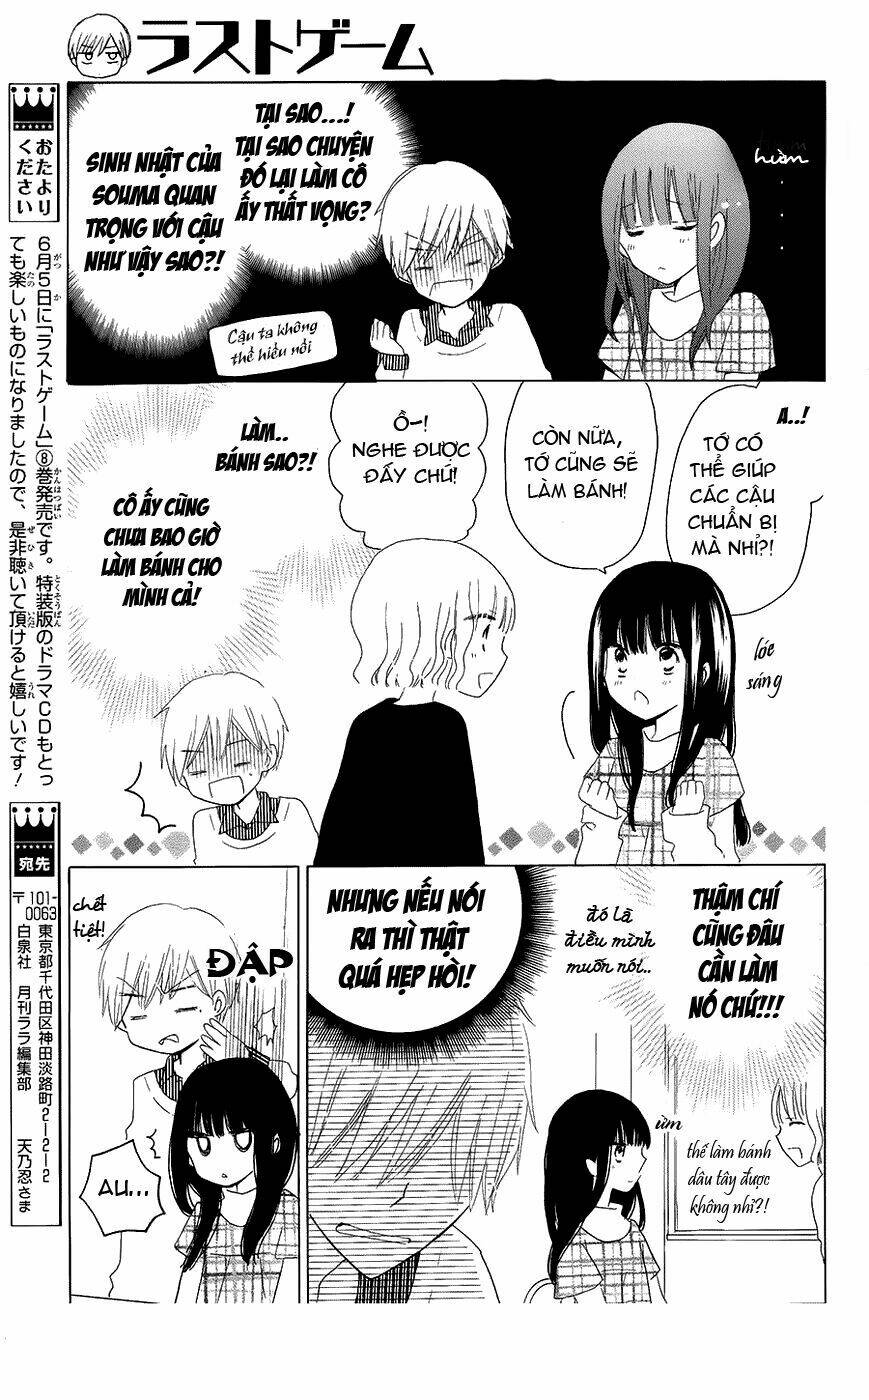 ラストゲーム
hừm
TẠI SAO...!
TẠI SAO CHUYỆN
ĐÓ LẠI LÀM CÔ
ẤY THẤT VỌNG?
SINH NHẬT CỦA
SOUMA QUAN
TRỌNG VỚI CẬU
NHƯ VẬY SAO?!
Cậu ta không
thể hiểu nổi
A..!
TỚ CÓ
THỂ GIÚP
CÁC CẬU
CHUẨN BỊ
MÀ NHỈ?!
CÒN NỮA,
TỚ CŨNG SẼ
LÀM BÁNH!
Ồ-!
NGHE ĐƯỢC
ĐẤY CHỨ!
LÀM..
BÁNH SAO?!
CÔ ẤY CŨNG
CHƯA BAO GIỜ
LÀM BÁNH CHO
MÌNH CẢ!
lóe
sáng
THẬM CHÍ
CŨNG ĐÂU
CẦN LÀM
NÓ CHỨ!!!
đó là
điều mình
muốn nói..
ừm
thế làm bánh
dâu tây được
không nhỉ?!
NHƯNG NẾU NÓI
RA THÌ THẬT
QUÁ HẸP HÒI!
chết
tiệt!
ĐẬP
AU...
おたより
ください
6月5日に「ラストゲーム」⑧巻発売です。特装版のドラマCDもとっ
ても楽しいものになりましたので、是非聴いて頂けると嬉しいです！
宛先
〒101-0063 東京都千代田区神田淡路町2-2-2
白泉社 月刊ララ編集部 天乃忍さま